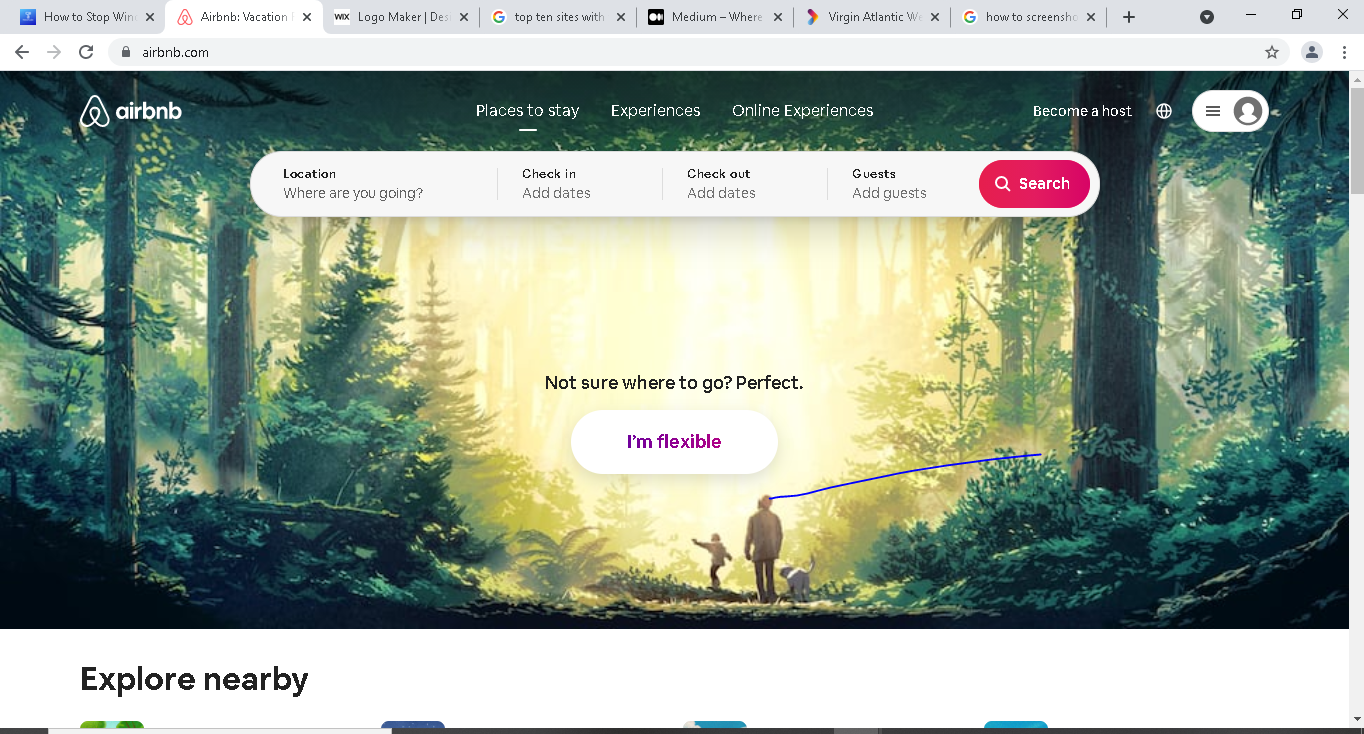 How to Stop Win
Airbnb: Vacation
WIX Logo Maker | Des
top ten sites with
Medium – Where
Virgin Atlantic W
how to screensho
airbnb.com
airbnb
Places to stay
Experiences
Online Experiences
Become a host
Location
Where are you going?
Check in
Add dates
Check out
Add dates
Guests
Add guests
Search
Not sure where to go? Perfect.
I'm flexible
Explore nearby